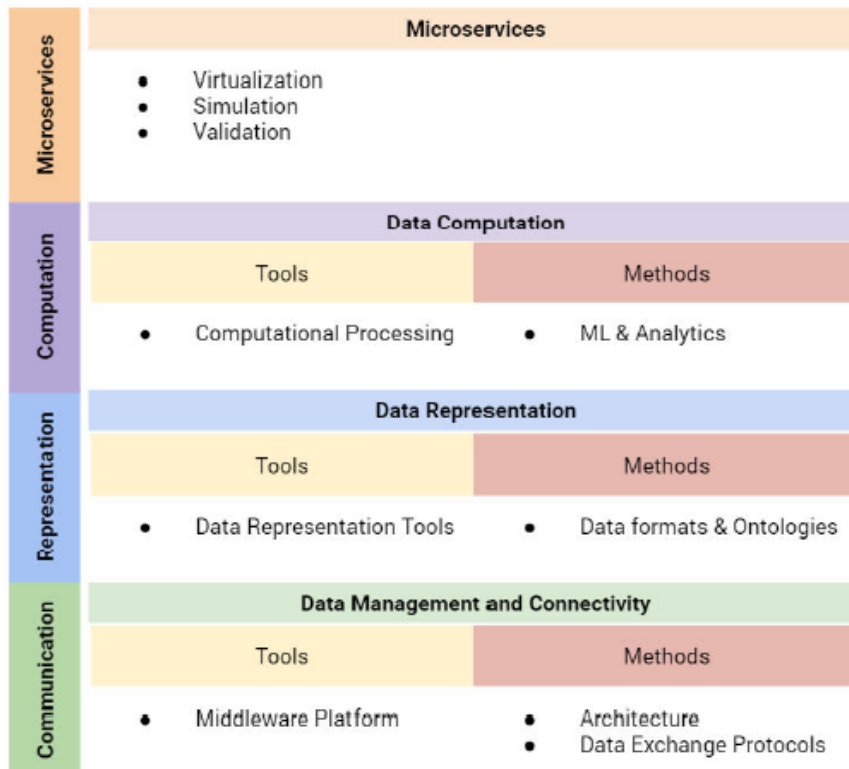 Microservices
Microservices
● Virtualization
● Simulation
● Validation
Computation
Data Computation
Tools Methods
● Computational Processing ● ML & Analytics
Representation
Data Representation
Tools Methods
● Data Representation Tools ● Data formats & Ontologies
Communication
Data Management and Connectivity
Tools Methods
● Middleware Platform ● Architecture
● Data Exchange Protocols